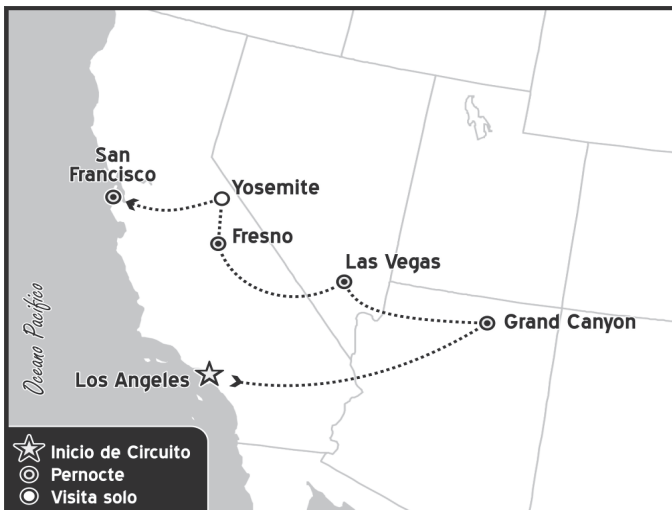 San
Francisco
Yosemite
Fresno
Las Vegas
Grand Canyon
Los Angeles
Oceano Pacifico
Inicio de Circuito
Pernocte
Visita solo